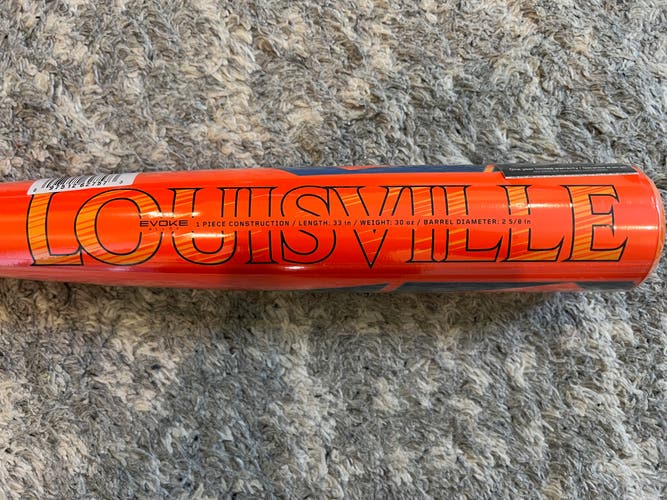 LOUISVILLE
EVOKE
1 PIECE CONSTRUCTION / LENGTH: 33 in / WEIGHT: 30 oz / BARREL DIAMETER: 2 5/8 in